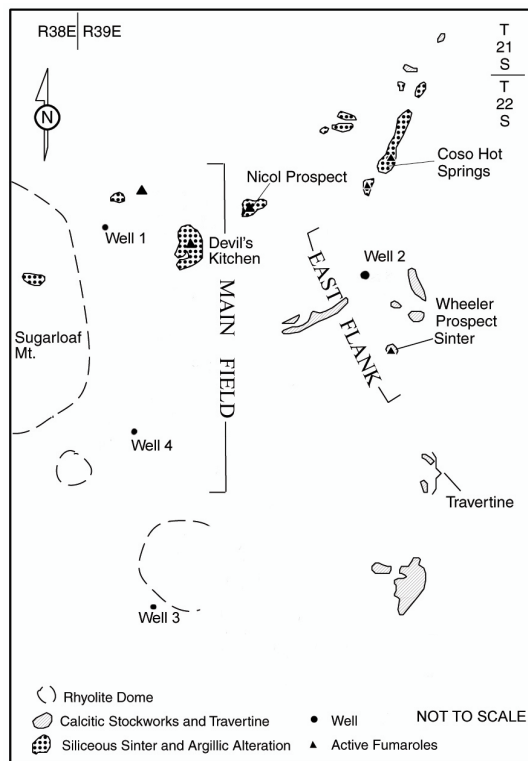 R38E R39E
T
21
S
T
22
S
N
Coso Hot
Springs
Nicol Prospect
Well 1
Devil's
Kitchen
Well 2
EAST FLANK
MAIN FIELD
Wheeler
Prospect
Sinter
Sugarloaf
Mt.
Well 4
Travertine
Well 3
Rhyolite Dome
Calcitic Stockworks and Travertine
Well
NOT TO SCALE
Siliceous Sinter and Argillic Alteration
Active Fumaroles